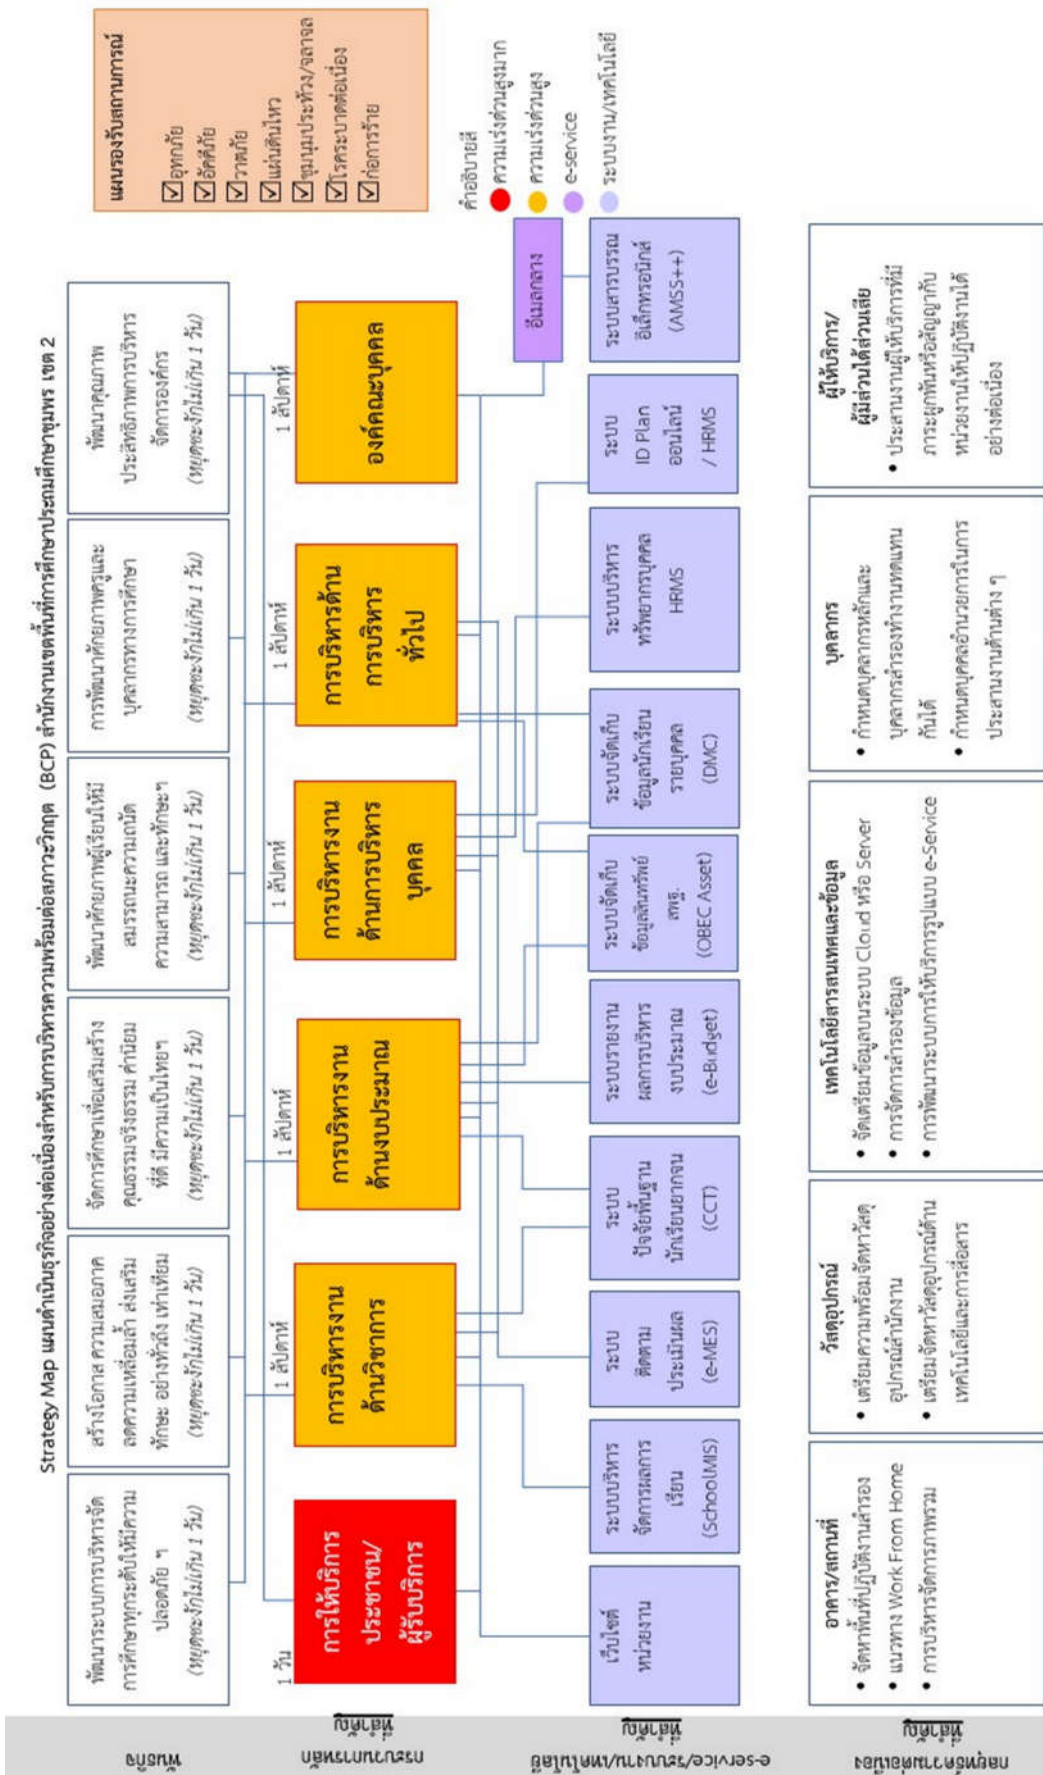 Strategy Map แผนดำเนินธุรกิจอย่างต่อเนื่องสำหรับการบริหารความพร้อมต่อสภาวะวิกฤต (BCP) สำนักงานเขตพื้นที่การศึกษาประถมศึกษาชุมพร เขต 2
พันธกิจ
พัฒนาระบบการบริหารจัด
การศึกษาทุกระดับให้มีความ
ปลอดภัย ฯ
(หยุดชะงักไม่เกิน 1 วัน)
สร้างโอกาส ความเสมอภาค
ลดความเหลื่อมล้ำ ส่งเสริม
ทักษะ อย่างทั่วถึง เท่าเทียม
(หยุดชะงักไม่เกิน 1 วัน)
จัดการศึกษาเพื่อเสริมสร้าง
คุณธรรมจริงธรรม ค่านิยม
ที่ดี มีความเป็นไทยฯ
(หยุดชะงักไม่เกิน 1 วัน)
พัฒนาศักยภาพผู้เรียนให้มี
สมรรถนะความถนัด
ความสามารถ และทักษะฯ
(หยุดชะงักไม่เกิน 1 วัน)
การพัฒนาศักยภาพครูและ
บุคลากรทางการศึกษา
(หยุดชะงักไม่เกิน 1 วัน)
พัฒนาคุณภาพ
ประสิทธิภาพการบริหาร
จัดการองค์กร
(หยุดชะงักไม่เกิน 1 วัน)
แผนรองรับสถานการณ์
อุทกภัย
อัคคีภัย
วาตภัย
แผ่นดินไหว
ชุมนุมประท้วง/จลาจล
โรคระบาดต่อเนื่อง
ก่อการร้าย
กระบวนการหลัก
ที่สำคัญ
1 วัน
การให้บริการ
ประชาชน/
ผู้รับบริการ
1 สัปดาห์
การบริหารงาน
ด้านวิชาการ
1 สัปดาห์
การบริหารงาน
ด้านงบประมาณ
1 สัปดาห์
การบริหารงาน
ด้านการบริหาร
บุคคล
1 สัปดาห์
การบริหารด้าน
การบริหาร
ทั่วไป
1 สัปดาห์
องค์คณะบุคคล
คำอธิบายสี
ความเร่งด่วนสูงมาก
ความเร่งด่วนสูง
e-service
ระบบงาน/เทคโนโลยี
e-service/ระบบงาน/เทคโนโลยี
ที่สำคัญ
อีเมลกลาง
เว็บไซต์
หน่วยงาน
ระบบบริหาร
จัดการผลการ
เรียน
(SchoolMIS)
ระบบ
ติดตาม
ประเมินผล
(e-MES)
ระบบ
ปัจจัยพื้นฐาน
นักเรียนยากจน
(CCT)
ระบบรายงาน
ผลการบริหาร
งบประมาณ
(e-Budget)
ระบบจัดเก็บ
ข้อมูลสินทรัพย์
สพฐ.
(OBEC Asset)
ระบบจัดเก็บ
ข้อมูลนักเรียน
รายบุคคล
(DMC)
ระบบบริหาร
ทรัพยากรบุคคล
HRMS
ระบบ
ID Plan
ออนไลน์
/ HRMS
ระบบสารบรรณ
อิเล็กทรอนิกส์
(AMSS++)
กลยุทธ์ความต่อเนื่อง
ที่สำคัญ
อาคาร/สถานที่
• จัดหาพื้นที่ปฏิบัติงานสำรอง
• แนวทาง Work From Home
• การบริหารจัดการภาพรวม
วัสดุอุปกรณ์
• เตรียมความพร้อมจัดหาวัสดุ
อุปกรณ์สำนักงาน
• เตรียมจัดหาวัสดุอุปกรณ์ด้าน
เทคโนโลยีและการสื่อสาร
เทคโนโลยีสารสนเทศและข้อมูล
• จัดเตรียมข้อมูลบนระบบ Cloud หรือ Server
• การจัดการสำรองข้อมูล
• การพัฒนาระบบการให้บริการรูปแบบ e-Service
บุคลากร
• กำหนดบุคลากรหลักและ
บุคลากรสำรองทำงานทดแทน
กันได้
• กำหนดบุคคลอำนวยการในการ
ประสานงานด้านต่าง ๆ
ผู้ให้บริการ/
ผู้มีส่วนได้ส่วนเสีย
• ประสานงานผู้ให้บริการที่มี
ภาระผูกพันหรือสัญญากับ
หน่วยงานให้ปฏิบัติงานได้
อย่างต่อเนื่อง